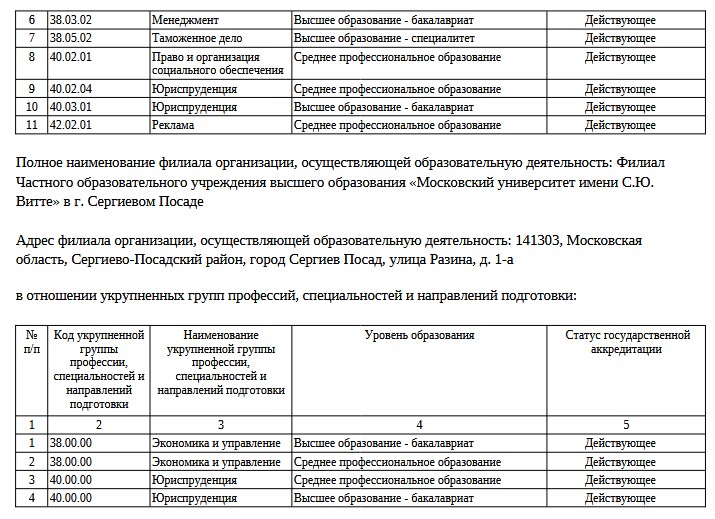 6 38.03.02 Менеджмент Высшее образование - бакалавриат Действующее
7 38.05.02 Таможенное дело Высшее образование - специалитет Действующее
8 40.02.01 Право и организация Среднее профессиональное образование Действующее
социального обеспечения
9 40.02.04 Юриспруденция Среднее профессиональное образование Действующее
10 40.03.01 Юриспруденция Высшее образование - бакалавриат Действующее
11 42.02.01 Реклама Среднее профессиональное образование Действующее
Полное наименование филиала организации, осуществляющей образовательную деятельность: Филиал
Частного образовательного учреждения высшего образования «Московский университет имени С.Ю.
Витте» в г. Сергиевом Посаде
Адрес филиала организации, осуществляющей образовательную деятельность: 141303, Московская
область, Сергиево-Посадский район, город Сергиев Посад, улица Разина, д. 1-а
в отношении укрупненных групп профессий, специальностей и направлений подготовки:
№ Код укрупненной Наименование Уровень образования Статус государственной
п/п группы укрупненной группы аккредитации
профессии, профессии,
специальностей и специальностей и
направлений направлений подготовки
подготовки
1 2 3 4 5
1 38.00.00 Экономика и управление Высшее образование - бакалавриат Действующее
2 38.00.00 Экономика и управление Среднее профессиональное образование Действующее
3 40.00.00 Юриспруденция Среднее профессиональное образование Действующее
4 40.00.00 Юриспруденция Высшее образование - бакалавриат Действующее